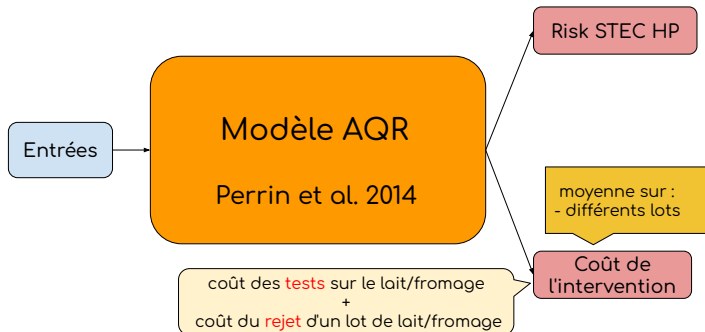 Risk STEC HP
Modèle AQR
Entrées
Perrin et al. 2014
moyenne sur :
- différents lots
Coût de
l'intervention
coût des tests sur le lait/fromage
+
coût du rejet d'un lot de lait/fromage